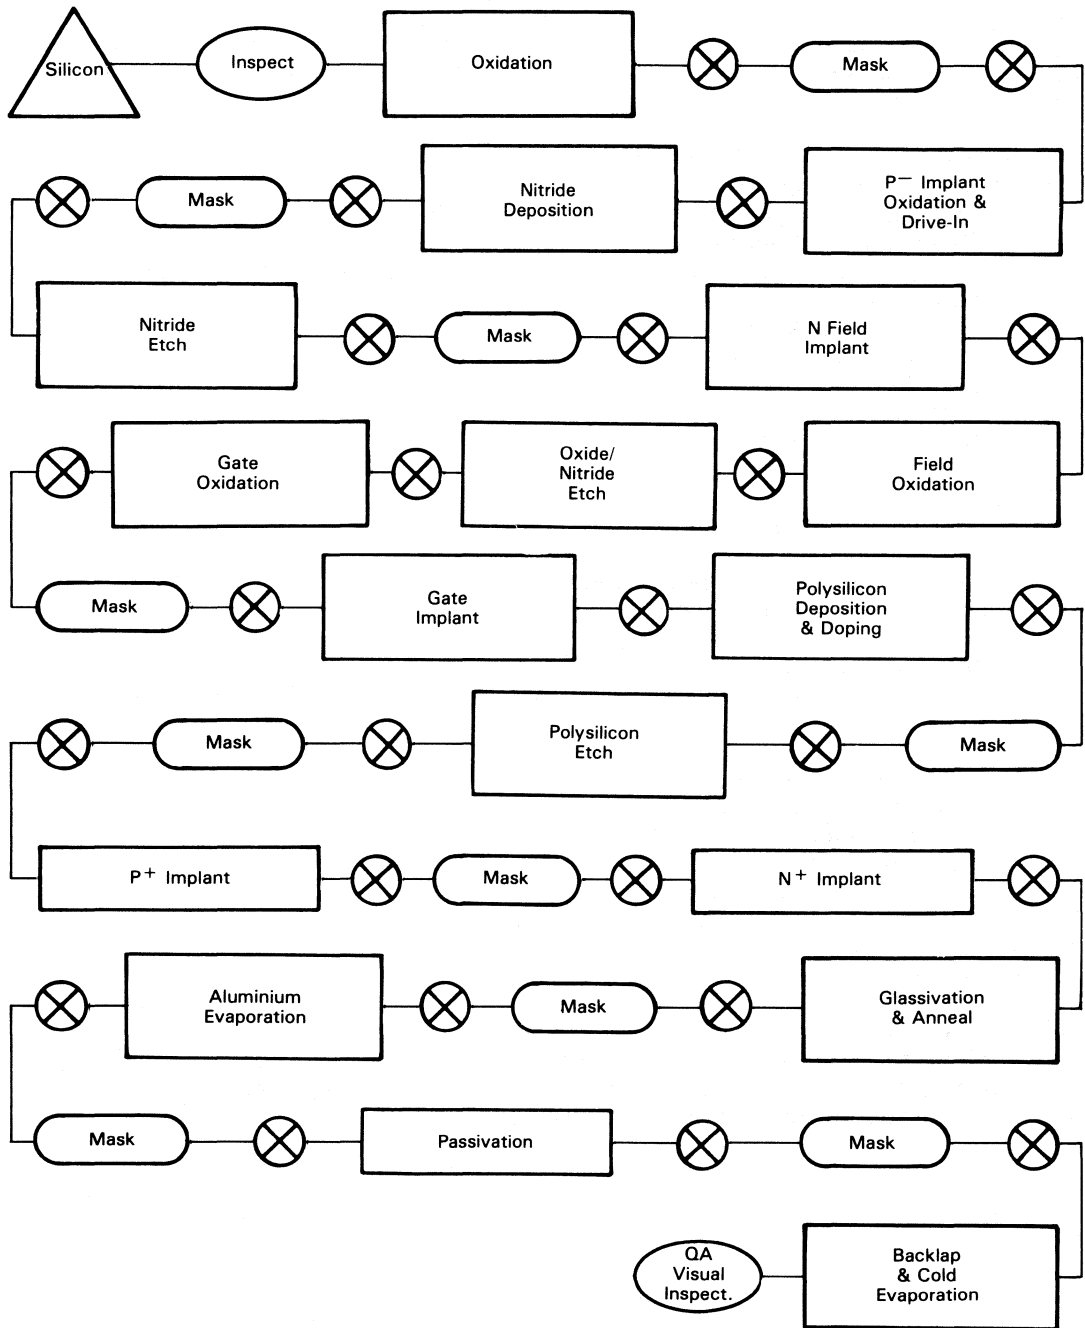 Silicon
Inspect
Oxidation
Mask
Mask
Nitride
Deposition
P— Implant
Oxidation &
Drive-In
Nitride
Etch
Mask
N Field
Implant
Gate
Oxidation
Oxide/
Nitride
Etch
Field
Oxidation
Mask
Gate
Implant
Polysilicon
Deposition
& Doping
Mask
Polysilicon
Etch
Mask
P+ Implant
Mask
N+ Implant
Aluminium
Evaporation
Mask
Glassivation
& Anneal
Mask
Passivation
Mask
QA
Visual
Inspect.
Backlap
& Cold
Evaporation